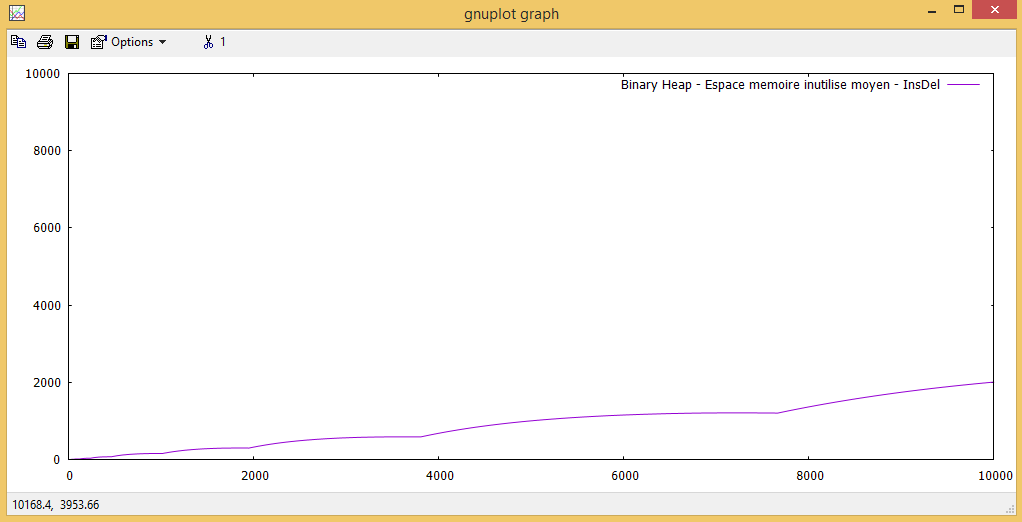 gnuplot graph
Options 1
Binary Heap - Espace memoire inutilise moyen - InsDel
10000
8000
6000
4000
2000
0
0 2000 4000 6000 8000 10000
10168.4, 3953.66